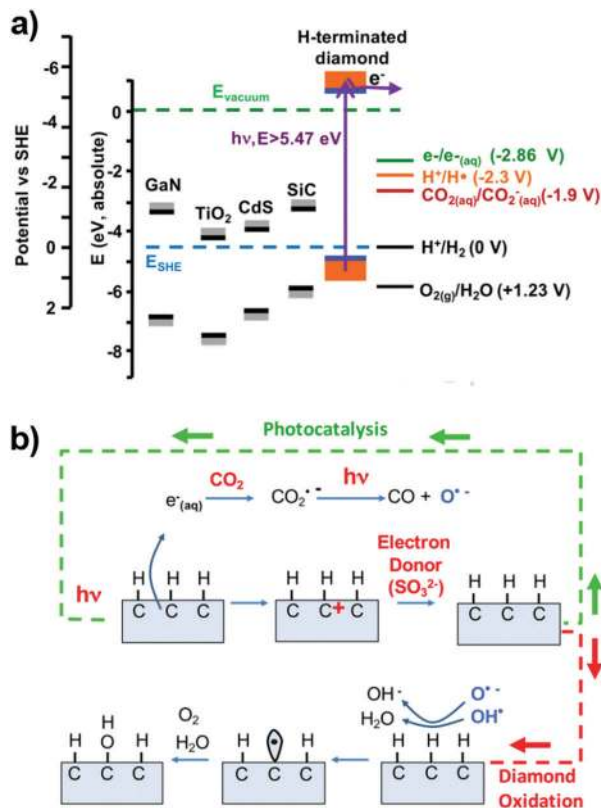 a)
H-terminated
diamond
e⁻
E_vacuum
hν, E>5.47 eV
Potential vs SHE
-6
-4
-2
0
2
E (eV, absolute)
0
-2
-4
-6
-8
GaN
TiO₂
CdS
SiC
E_SHE
e-/e-(aq) (-2.86 V)
H⁺/H• (-2.3 V)
CO₂(aq)/CO₂⁻(aq)(-1.9 V)
H⁺/H₂ (0 V)
O₂(g)/H₂O (+1.23 V)
b)
Photocatalysis
e⁻(aq)
CO₂
CO₂•⁻
hν
CO + O•⁻
hν
H H H
C C C
H H H
C C+ C
Electron
Donor
(SO₃²⁻)
H H H
C C C
H
H O H
C C C
O₂
H₂O
H • H
C C C
OH⁻ O•⁻
H₂O OH•
H H H
C C C
Diamond
Oxidation